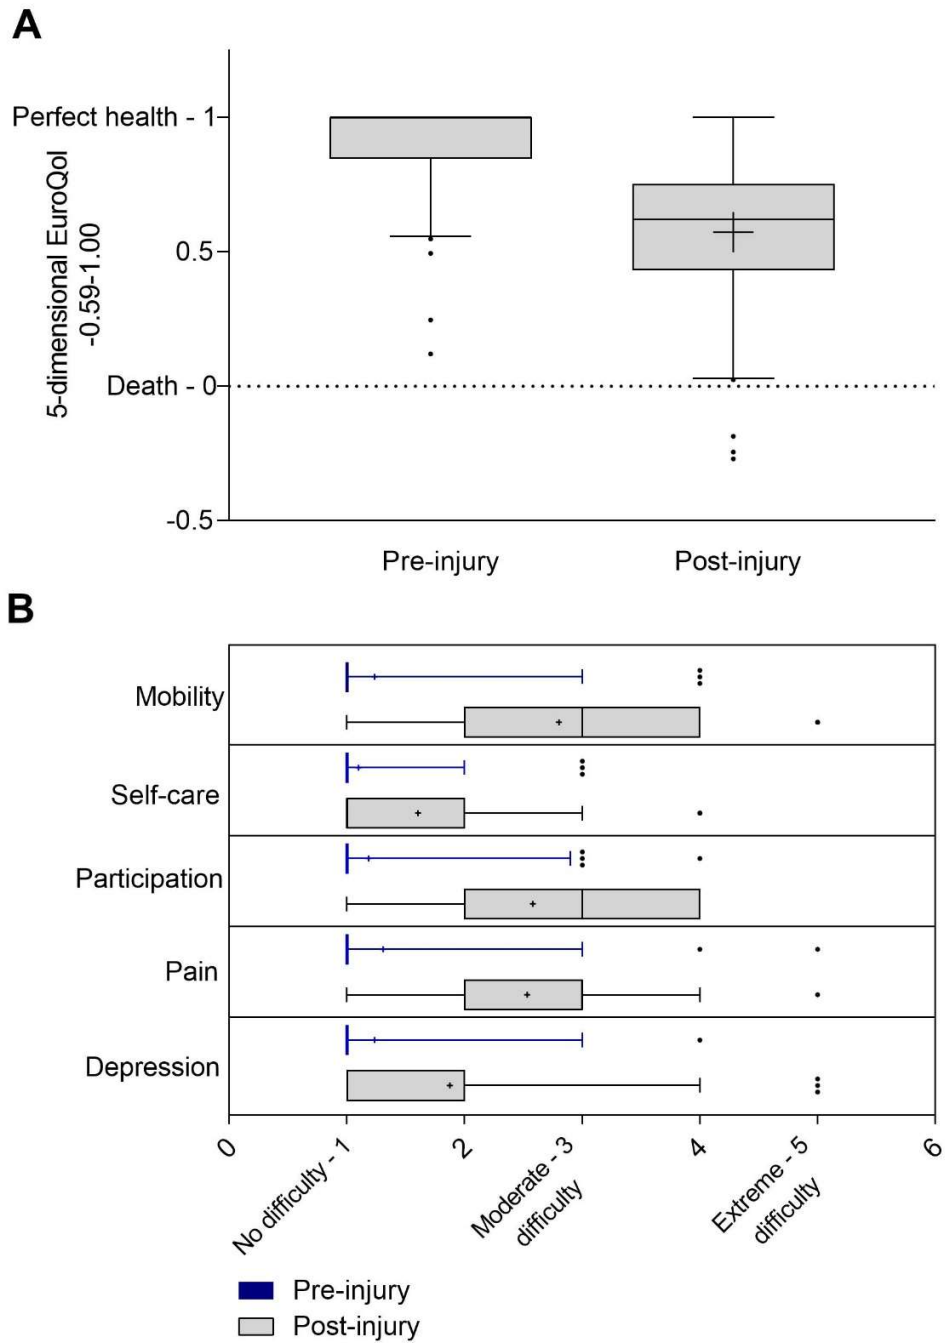 A
Perfect health - 1
5-dimensional EuroQol
-0.59-1.00
0.5
Death - 0
-0.5
Pre-injury
Post-injury
B
Mobility
Self-care
Participation
Pain
Depression
0
No difficulty - 1
2
Moderate - 3
difficulty
4
Extreme - 5
difficulty
6
Pre-injury
Post-injury